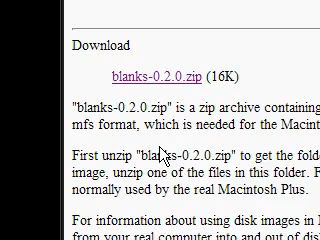 Download
blanks-0.2.0.zip (16K)
"blanks-0.2.0.zip" is a zip archive containing
mfs format, which is needed for the Macint
First unzip "blanks-0.2.0.zip" to get the fold
image, unzip one of the files in this folder. F
normally used by the real Macintosh Plus.
For information about using disk images in
from your real computer into and out of dis